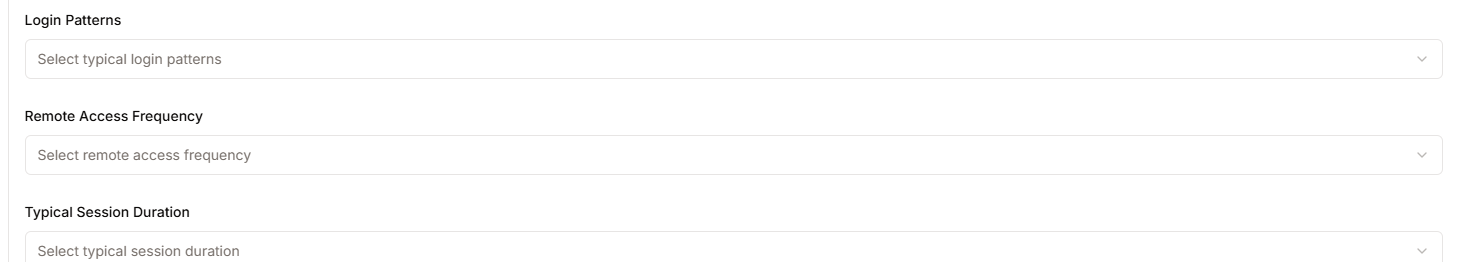 Login Patterns
Select typical login patterns
Remote Access Frequency
Select remote access frequency
Typical Session Duration
Select typical session duration